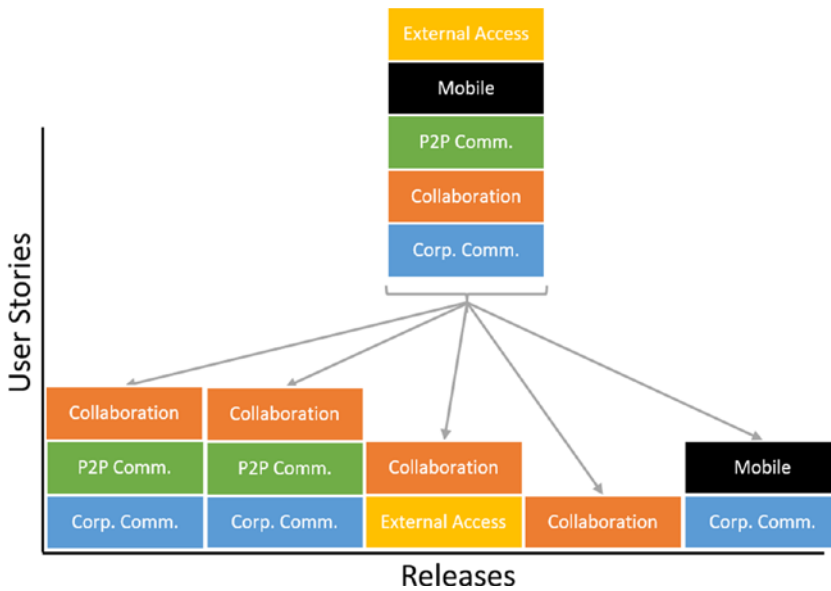 External Access
Mobile
P2P Comm.
Collaboration
Corp. Comm.
User Stories
Collaboration
Collaboration
P2P Comm.
P2P Comm.
Collaboration
Mobile
Corp. Comm.
Corp. Comm.
External Access
Collaboration
Corp. Comm.
Releases